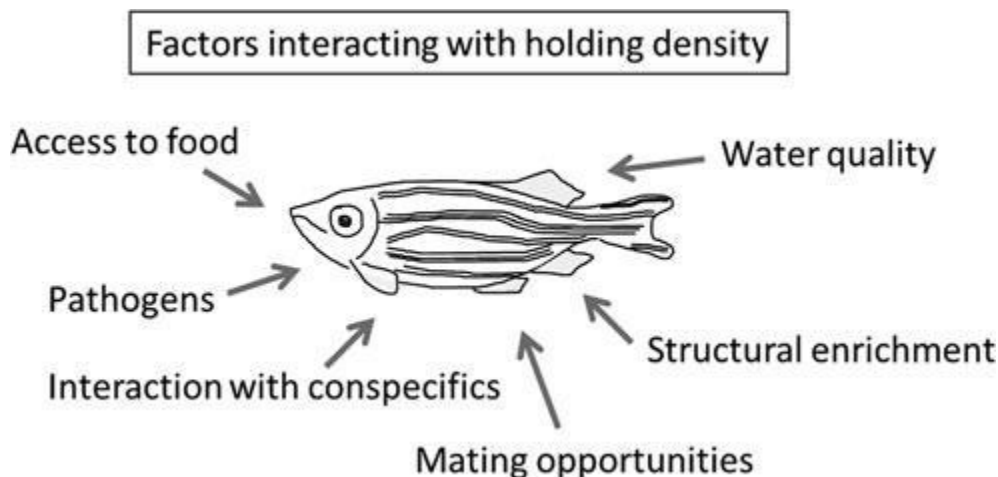 Factors interacting with holding density
Access to food
Water quality
Pathogens
Structural enrichment
Interaction with conspecifics
Mating opportunities